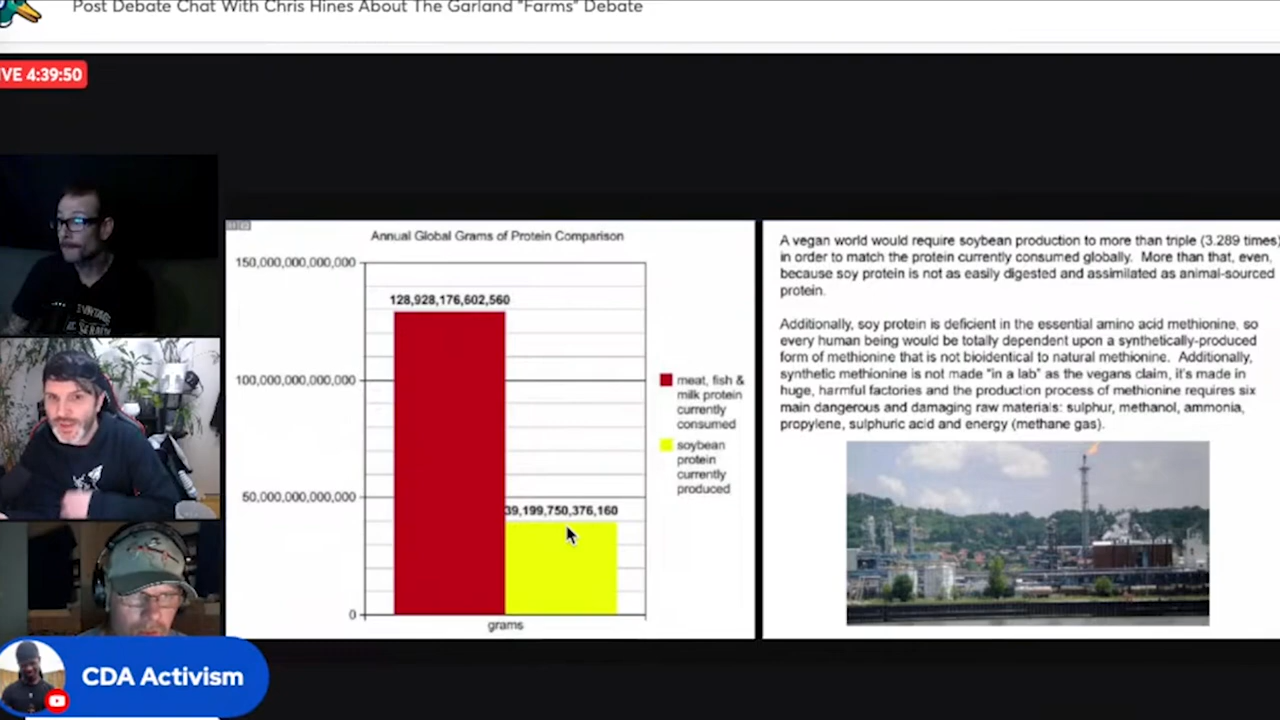 Post Debate Chat With Chris Hines About The Garland "Farms" Debate
IVE 4:39:50
Annual Global Grams of Protein Comparison
150,000,000,000,000
128,928,176,602,560
100,000,000,000,000
50,000,000,000,000
39,199,750,376,160
0
grams
meat, fish &
milk protein
currently
consumed
soybean
protein
currently
produced
A vegan world would require soybean production to more than triple (3.289 times)
in order to match the protein currently consumed globally. More than that, even,
because soy protein is not as easily digested and assimilated as animal-sourced
protein.
Additionally, soy protein is deficient in the essential amino acid methionine, so
every human being would be totally dependent upon a synthetically-produced
form of methionine that is not bioidentical to natural methionine. Additionally,
synthetic methionine is not made "in a lab" as the vegans claim, it's made in
huge, harmful factories and the production process of methionine requires six
main dangerous and damaging raw materials: sulphur, methanol, ammonia,
propylene, sulphuric acid and energy (methane gas).
CDA Activism